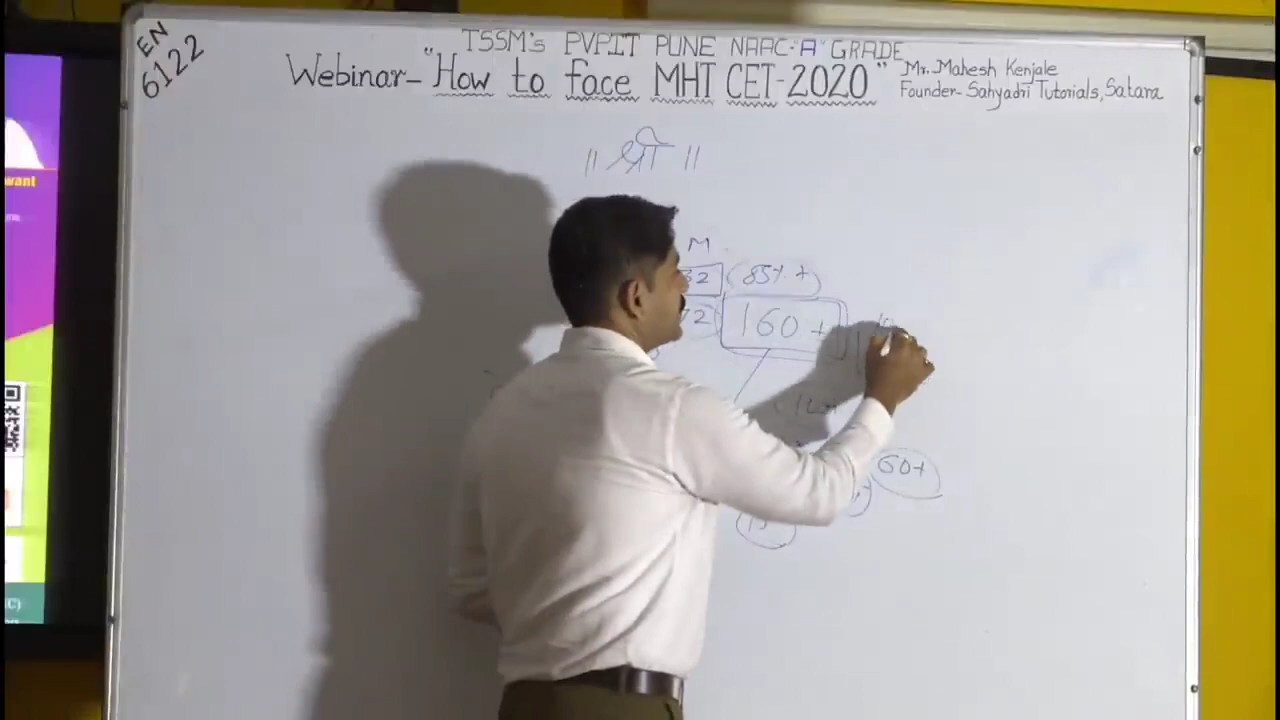 EN
6122
TSSM's PVPIT PUNE NAAC-"A" GRADE
Webinar- "How to face MHT CET-2020"
Mr. Mahesh Kenjale
Founder- Sahyadri Tutorials, Satara
॥ श्री ॥
M
32 (85% +)
72 160+
60+
want